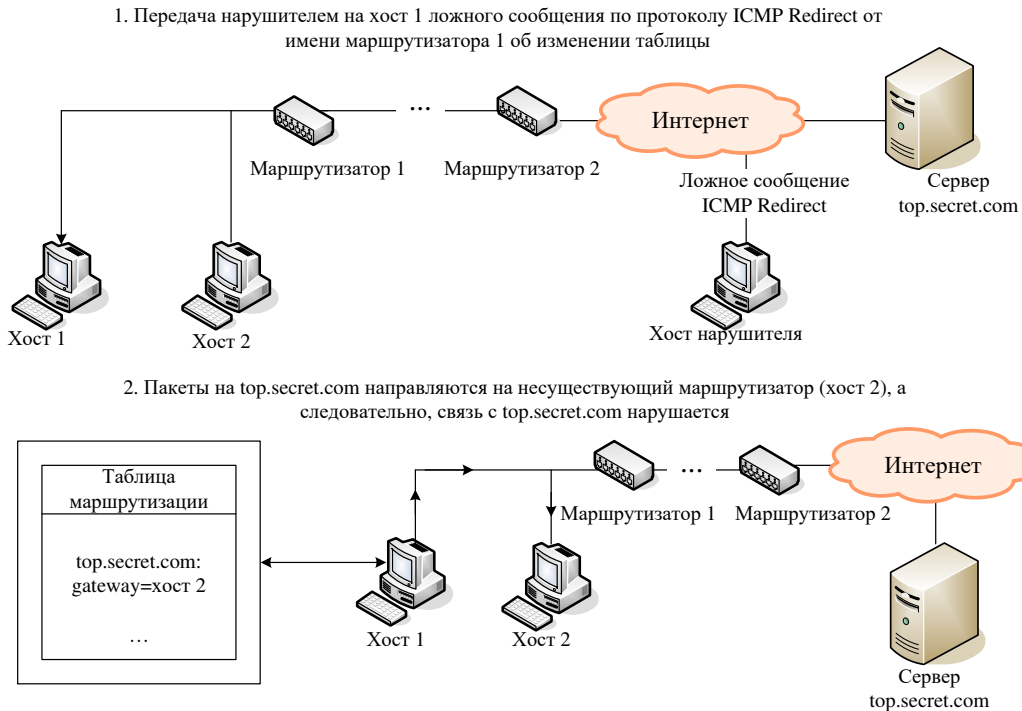 1. Передача нарушителем на хост 1 ложного сообщения по протоколу ICMP Redirect от
имени маршрутизатора 1 об изменении таблицы
...
Интернет
Маршрутизатор 1
Маршрутизатор 2
Ложное сообщение
ICMP Redirect
Сервер
top.secret.com
Хост 1
Хост 2
Хост нарушителя
2. Пакеты на top.secret.com направляются на несуществующий маршрутизатор (хост 2), а
следовательно, связь с top.secret.com нарушается
Таблица
маршрутизации
top.secret.com:
gateway=хост 2
...
...
Интернет
Маршрутизатор 1
Маршрутизатор 2
Хост 1
Хост 2
Сервер
top.secret.com